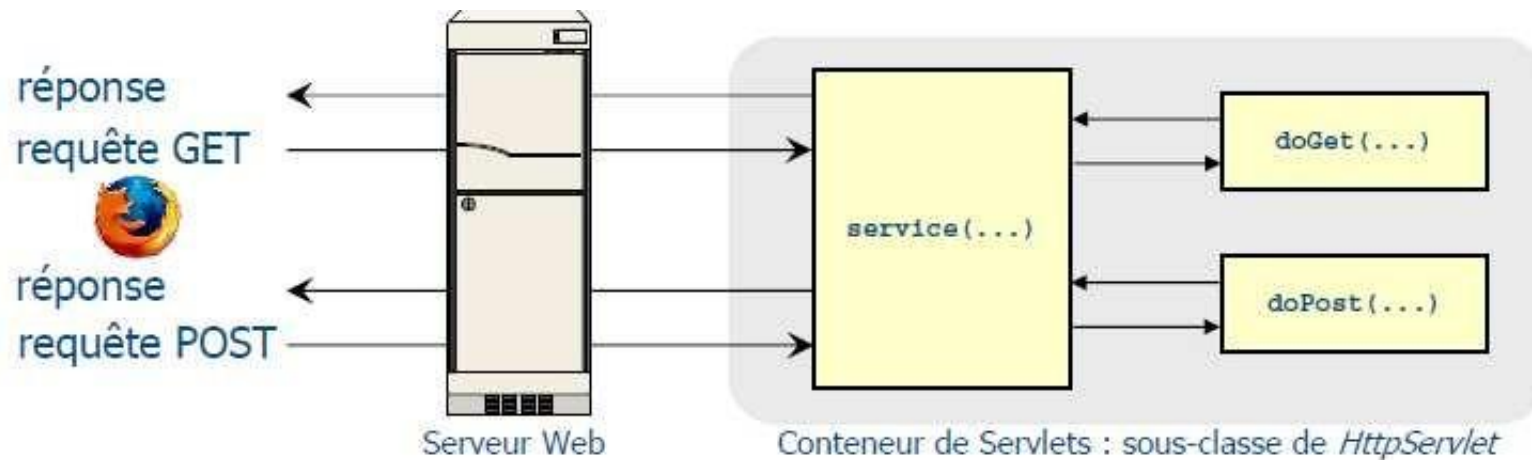 réponse
requête GET
réponse
requête POST
service(...)
doGet(...)
doPost(...)
Serveur Web
Conteneur de Servlets : sous-classe de HttpServlet